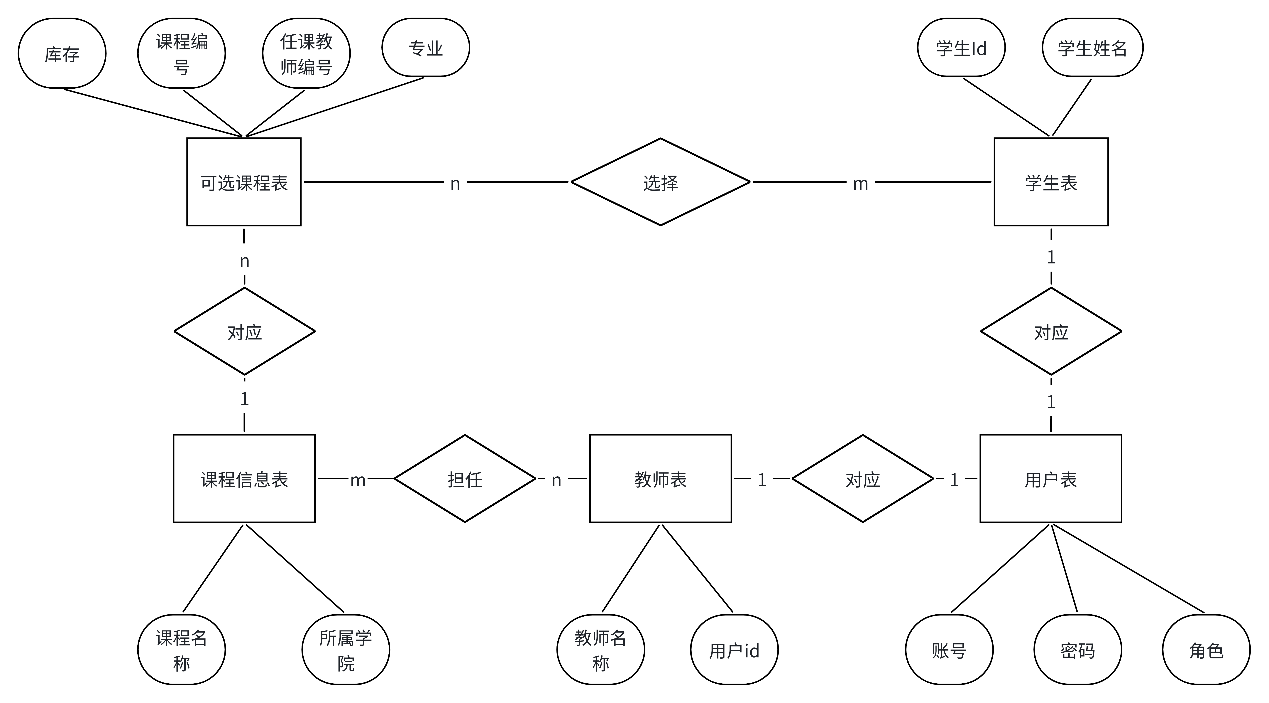 库存
课程编
号
任课教
师编号
专业
学生Id
学生姓名
可选课程表
n
选择
m
学生表
n
1
对应
对应
1
1
课程信息表
m
担任
n
教师表
1
对应
1
用户表
课程名
称
所属学
院
教师名
称
用户id
账号
密码
角色